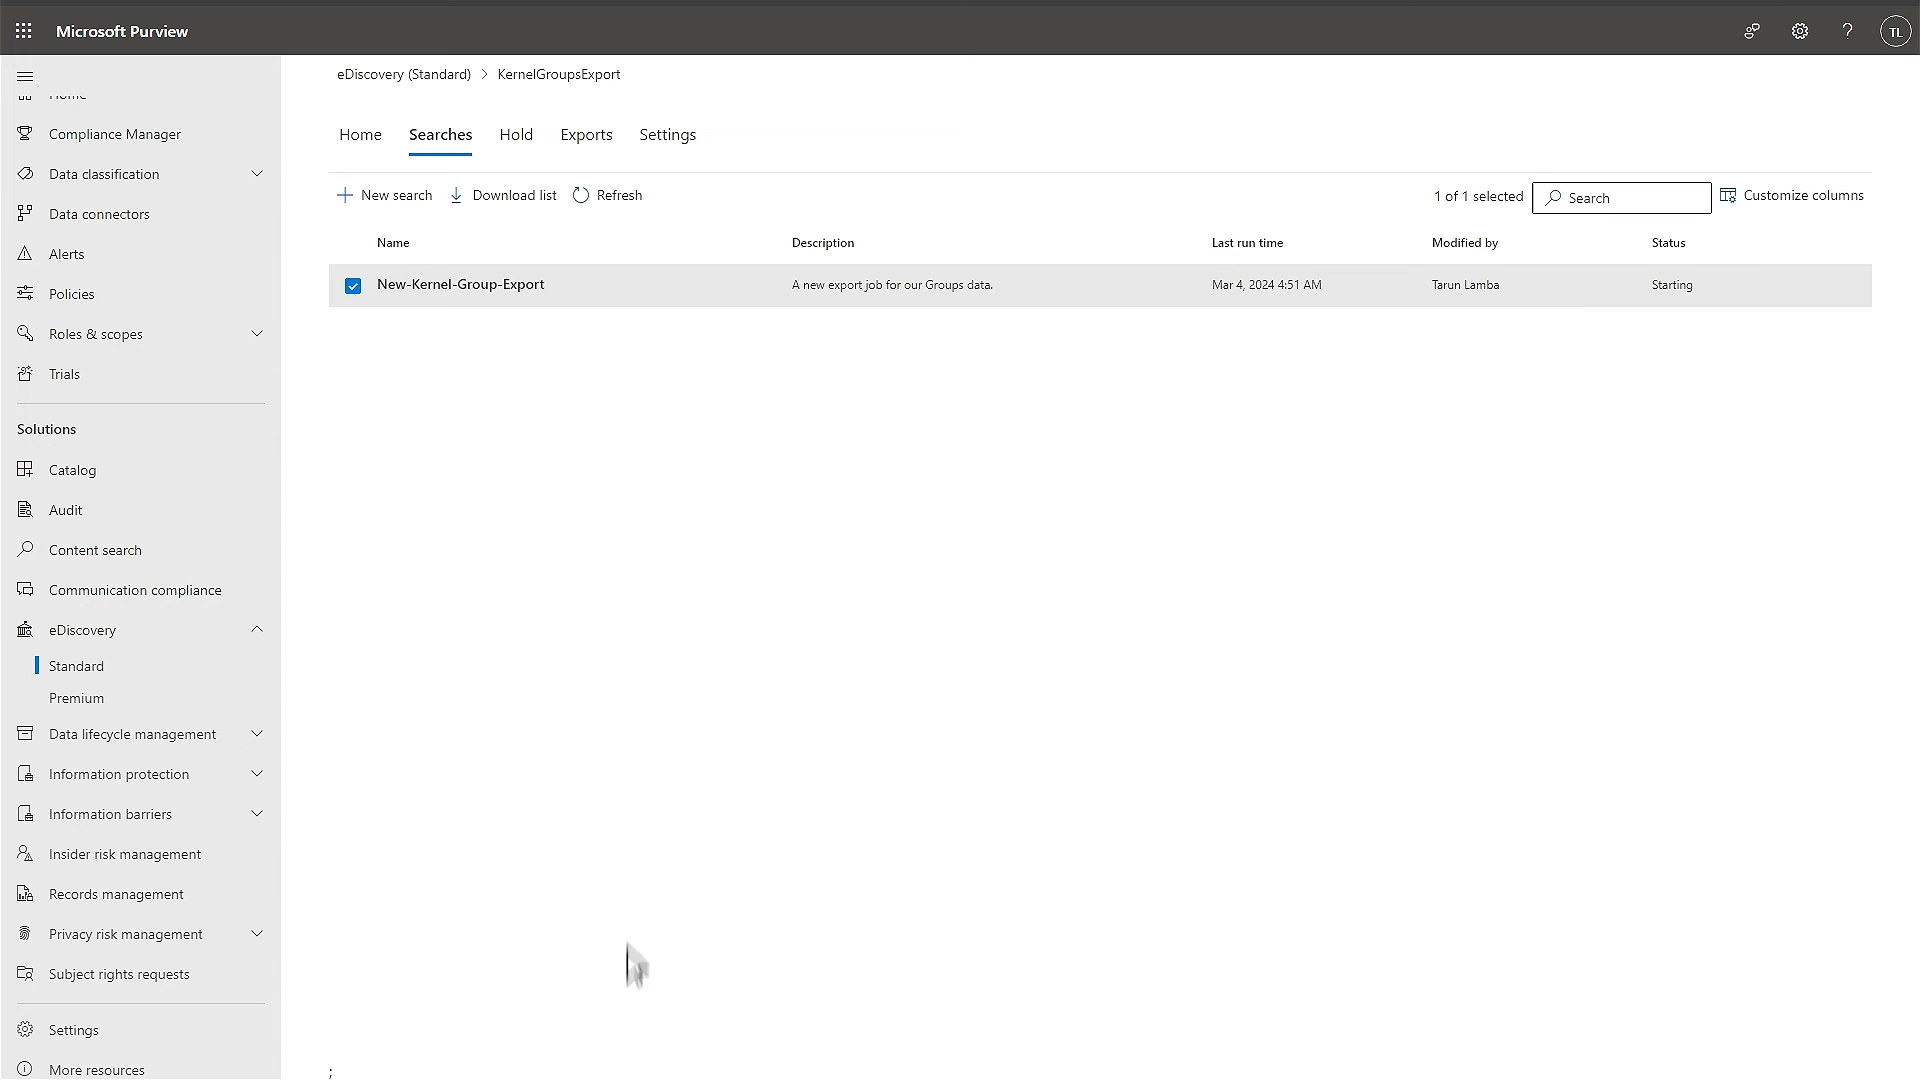 Microsoft Purview
TL
eDiscovery (Standard) > KernelGroupsExport
Home
Searches
Hold
Exports
Settings
New search
Download list
Refresh
1 of 1 selected
Search
Customize columns
Name
Description
Last run time
Modified by
Status
New-Kernel-Group-Export
A new export job for our Groups data.
Mar 4, 2024 4:51 AM
Tarun Lamba
Starting
Home
Compliance Manager
Data classification
Data connectors
Alerts
Policies
Roles & scopes
Trials
Solutions
Catalog
Audit
Content search
Communication compliance
eDiscovery
Standard
Premium
Data lifecycle management
Information protection
Information barriers
Insider risk management
Records management
Privacy risk management
Subject rights requests
Settings
More resources
;